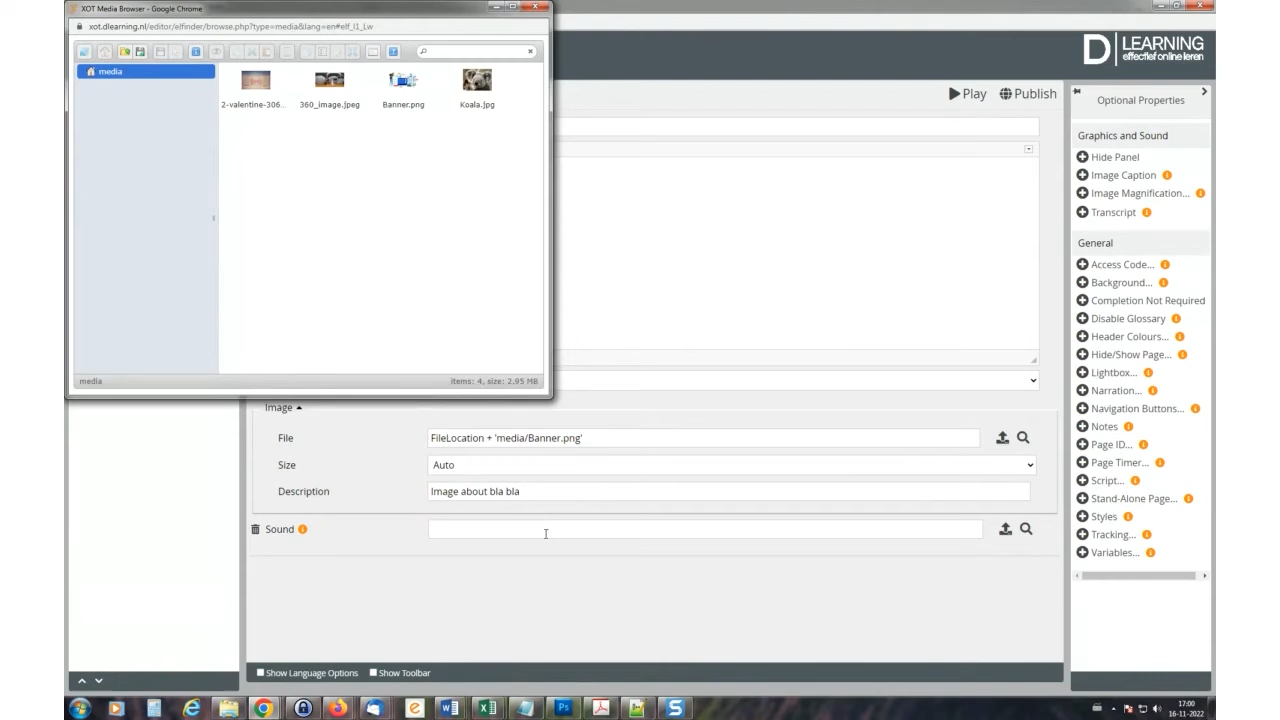 XOT Media Browser - Google Chrome
xot.dlearning.nl/editor/elfinder/browse.php?type=media&lang=en#elf_l1_Lw
media
2-valentine-306...
360_image.jpeg
Banner.png
Koala.jpg
media
items: 4, size: 2.95 MB
D LEARNING
effectief online leren
Play
Publish
Image
File
FileLocation + 'media/Banner.png'
Size
Auto
Description
Image about bla bla
Sound
Show Language Options
Show Toolbar
Optional Properties
Graphics and Sound
Hide Panel
Image Caption
Image Magnification...
Transcript
General
Access Code...
Background...
Completion Not Required
Disable Glossary
Header Colours...
Hide/Show Page...
Lightbox...
Narration...
Navigation Buttons...
Notes
Page ID...
Page Timer...
Script...
Stand-Alone Page...
Styles
Tracking...
Variables...
17:00
16-11-2022